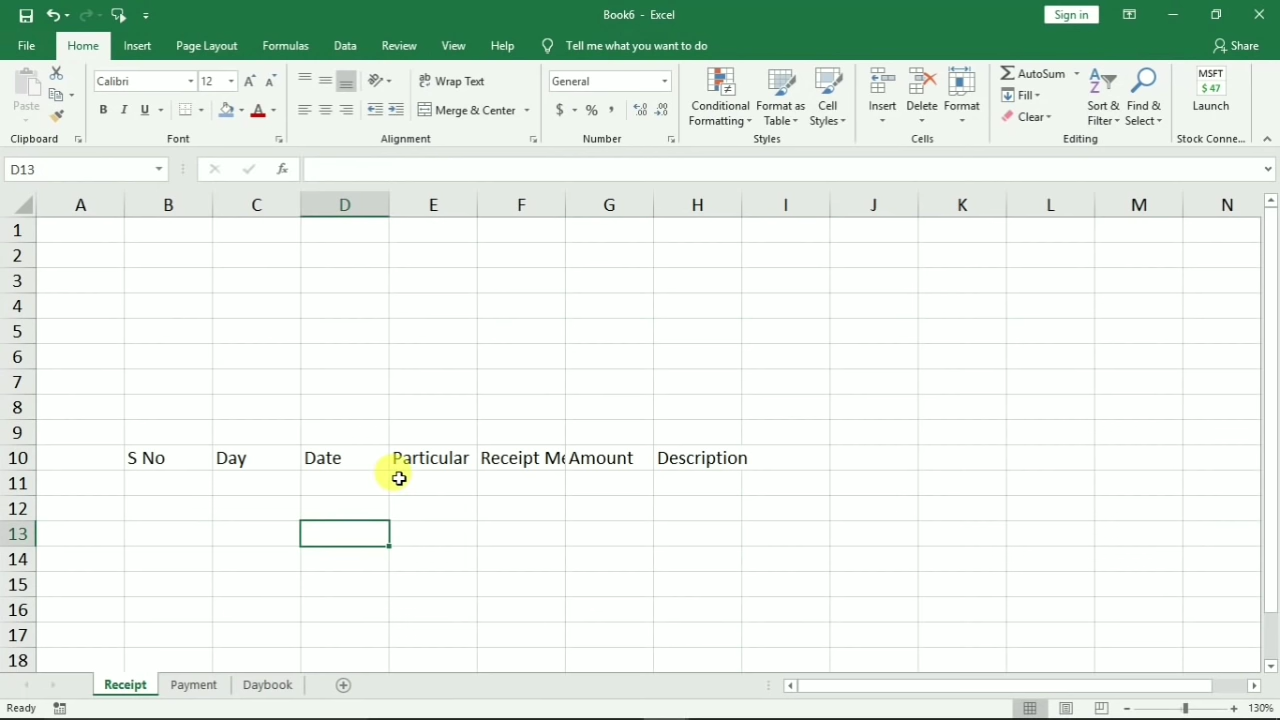 Book6 - Excel
Sign in
File Home Insert Page Layout Formulas Data Review View Help Tell me what you want to do Share
Paste
Calibri 12
B I U A
Wrap Text
Merge & Center
General
$ % ,
Conditional Formatting
Format as Table
Cell Styles
Insert Delete Format
AutoSum
Fill
Clear
Sort & Filter
Find & Select
MSFT
$ 47
Launch
Clipboard Font Alignment Number Styles Cells Editing Stock Conne...
D13 fx
A B C D E F G H I J K L M N
1
2
3
4
5
6
7
8
9
10 S No Day Date Particular Receipt Me Amount Description
11
12
13
14
15
16
17
18
Receipt Payment Daybook
Ready 130%